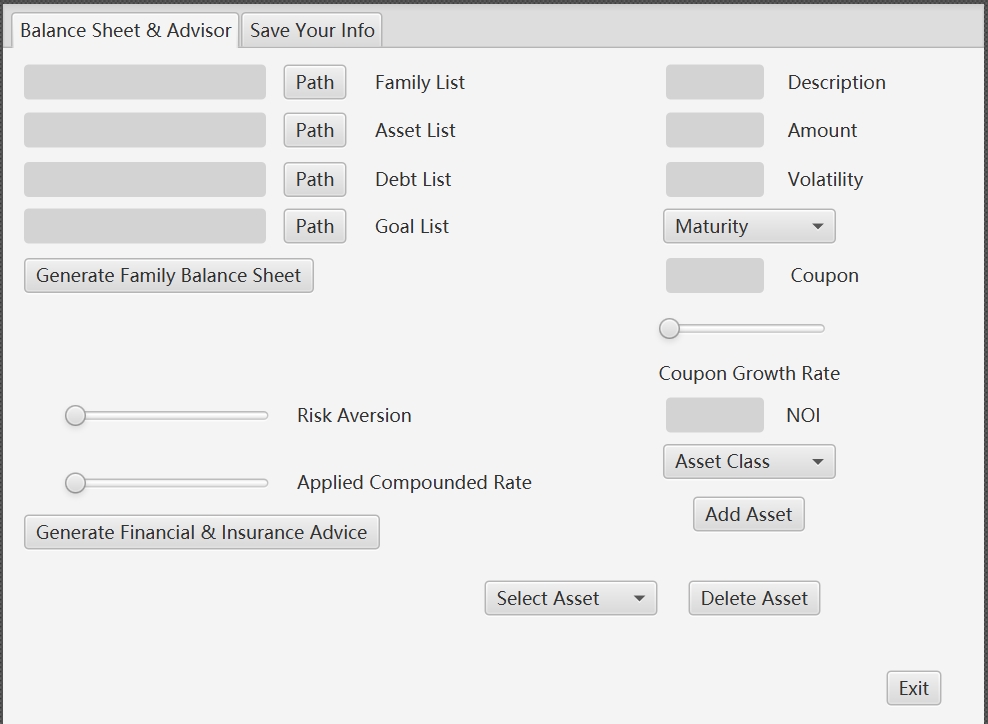 Balance Sheet & Advisor
Save Your Info
Path
Family List
Description
Path
Asset List
Amount
Path
Debt List
Volatility
Path
Goal List
Maturity
Generate Family Balance Sheet
Coupon
Coupon Growth Rate
Risk Aversion
NOI
Asset Class
Applied Compounded Rate
Add Asset
Generate Financial & Insurance Advice
Select Asset
Delete Asset
Exit